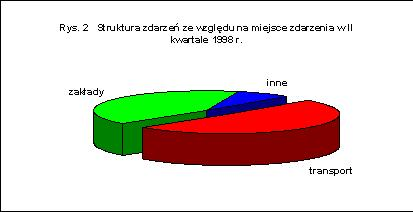 Rys. 2 Struktura zdarzeń ze względu na miejsce zdarzenia w II
kwartale 1998 r.
inne
zakłady
transport